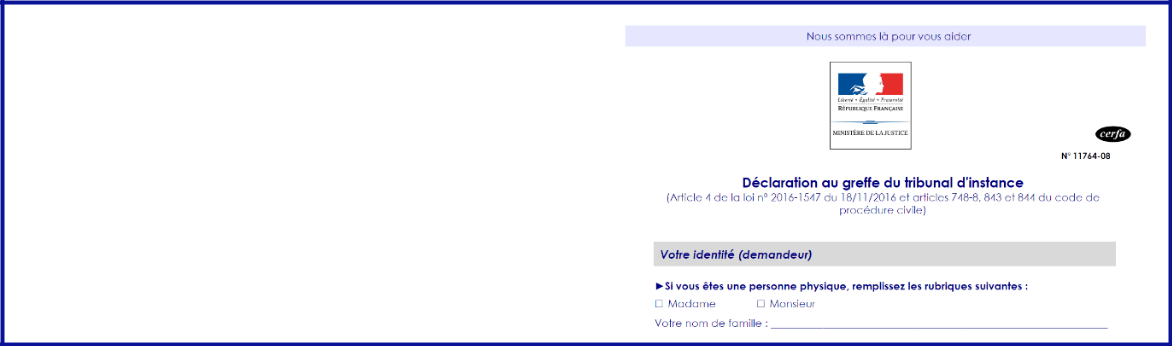 Nous sommes là pour vous aider
Liberté • Égalité • Fraternité
RÉPUBLIQUE FRANÇAISE
MINISTÈRE DE LA JUSTICE
cerfa
N° 11764-08
Déclaration au greffe du tribunal d'instance
(Article 4 de la loi n° 2016-1547 du 18/11/2016 et articles 748-8, 843 et 844 du code de
procédure civile)
Votre identité (demandeur)
►Si vous êtes une personne physique, remplissez les rubriques suivantes :
□ Madame □ Monsieur
Votre nom de famille :